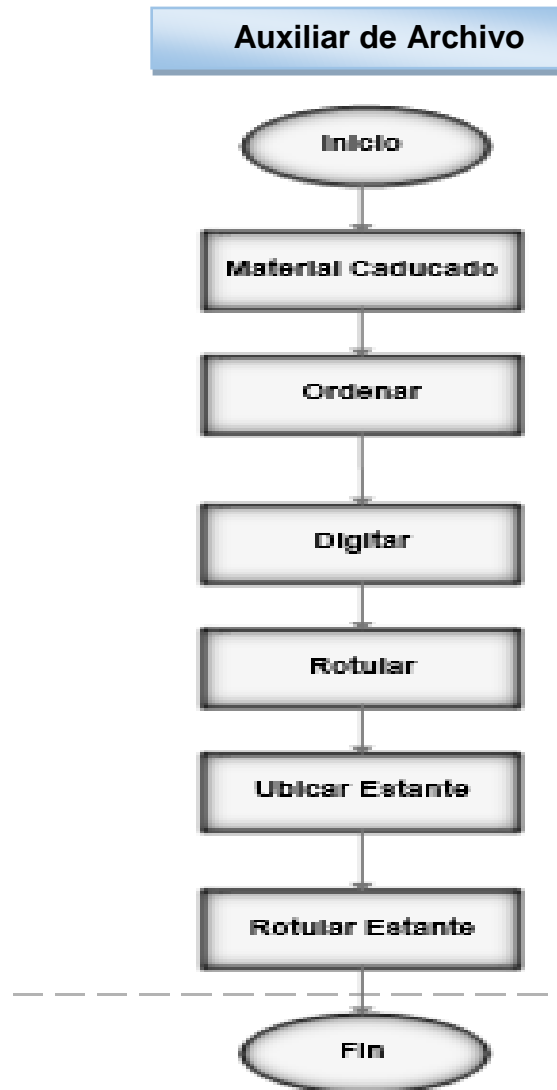 Auxiliar de Archivo
Inicio
Material Caducado
Ordenar
Digitar
Rotular
Ubicar Estante
Rotular Estante
Fin